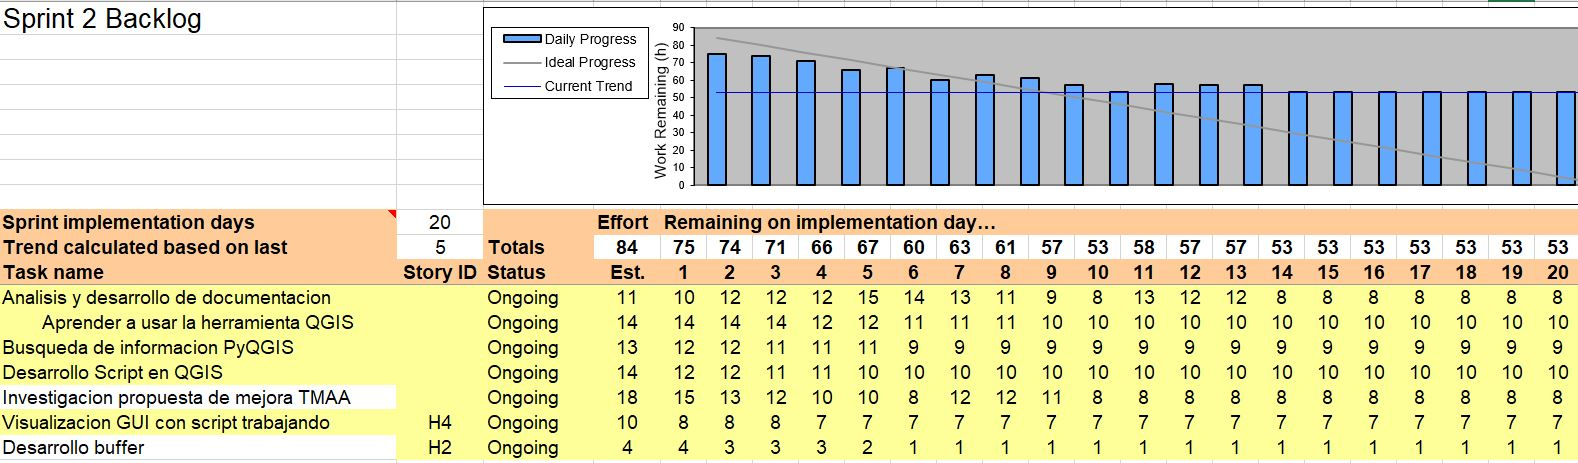 Sprint 2 Backlog
Daily Progress
Ideal Progress
Current Trend
Work Remaining (h)
90
80
70
60
50
40
30
20
10
0
Sprint implementation days 20 Effort Remaining on implementation day…
Trend calculated based on last 5 Totals 84 75 74 71 66 67 60 63 61 57 53 58 57 57 53 53 53 53 53 53 53
Task name Story ID Status Est. 1 2 3 4 5 6 7 8 9 10 11 12 13 14 15 16 17 18 19 20
Analisis y desarrollo de documentacion Ongoing 11 10 12 12 12 15 14 13 11 9 8 13 12 12 8 8 8 8 8 8 8
Aprender a usar la herramienta QGIS Ongoing 14 14 14 14 12 12 11 11 11 10 10 10 10 10 10 10 10 10 10 10 10
Busqueda de informacion PyQGIS Ongoing 13 12 12 11 11 11 9 9 9 9 9 9 9 9 9 9 9 9 9 9 9
Desarrollo Script en QGIS Ongoing 14 12 12 11 11 10 10 10 10 10 10 10 10 10 10 10 10 10 10 10 10
Investigacion propuesta de mejora TMAA Ongoing 18 15 13 12 10 10 8 12 12 11 8 8 8 8 8 8 8 8 8 8 8
Visualizacion GUI con script trabajando H4 Ongoing 10 8 8 8 7 7 7 7 7 7 7 7 7 7 7 7 7 7 7 7 7
Desarrollo buffer H2 Ongoing 4 4 3 3 3 2 1 1 1 1 1 1 1 1 1 1 1 1 1 1 1